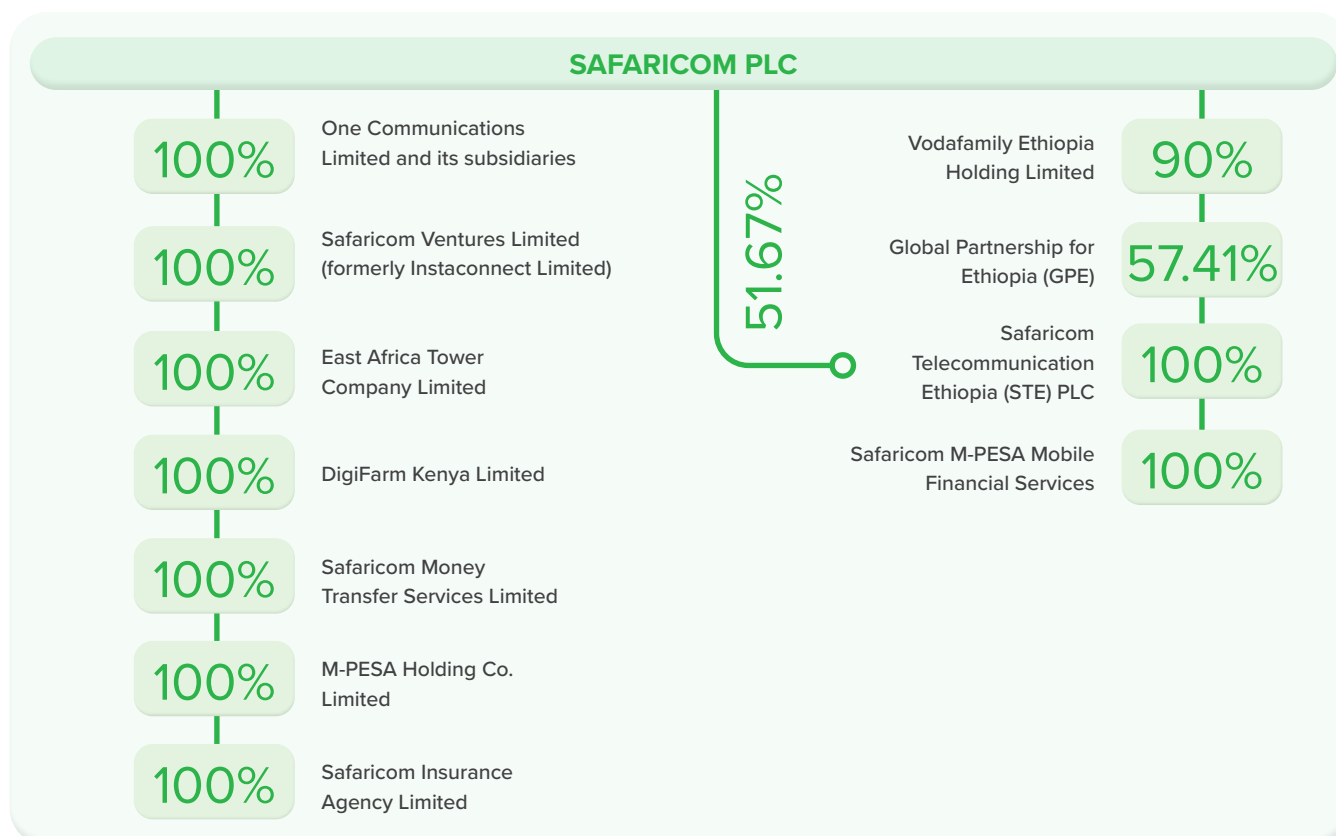 SAFARICOM PLC
100%
One Communications
Limited and its subsidiaries
100%
Safaricom Ventures Limited
(formerly Instaconnect Limited)
100%
East Africa Tower
Company Limited
100%
DigiFarm Kenya Limited
100%
Safaricom Money
Transfer Services Limited
100%
M-PESA Holding Co.
Limited
100%
Safaricom Insurance
Agency Limited
51.67%
Vodafamily Ethiopia
Holding Limited
90%
Global Partnership for
Ethiopia (GPE)
57.41%
Safaricom
Telecommunication
Ethiopia (STE) PLC
100%
Safaricom M-PESA Mobile
Financial Services
100%